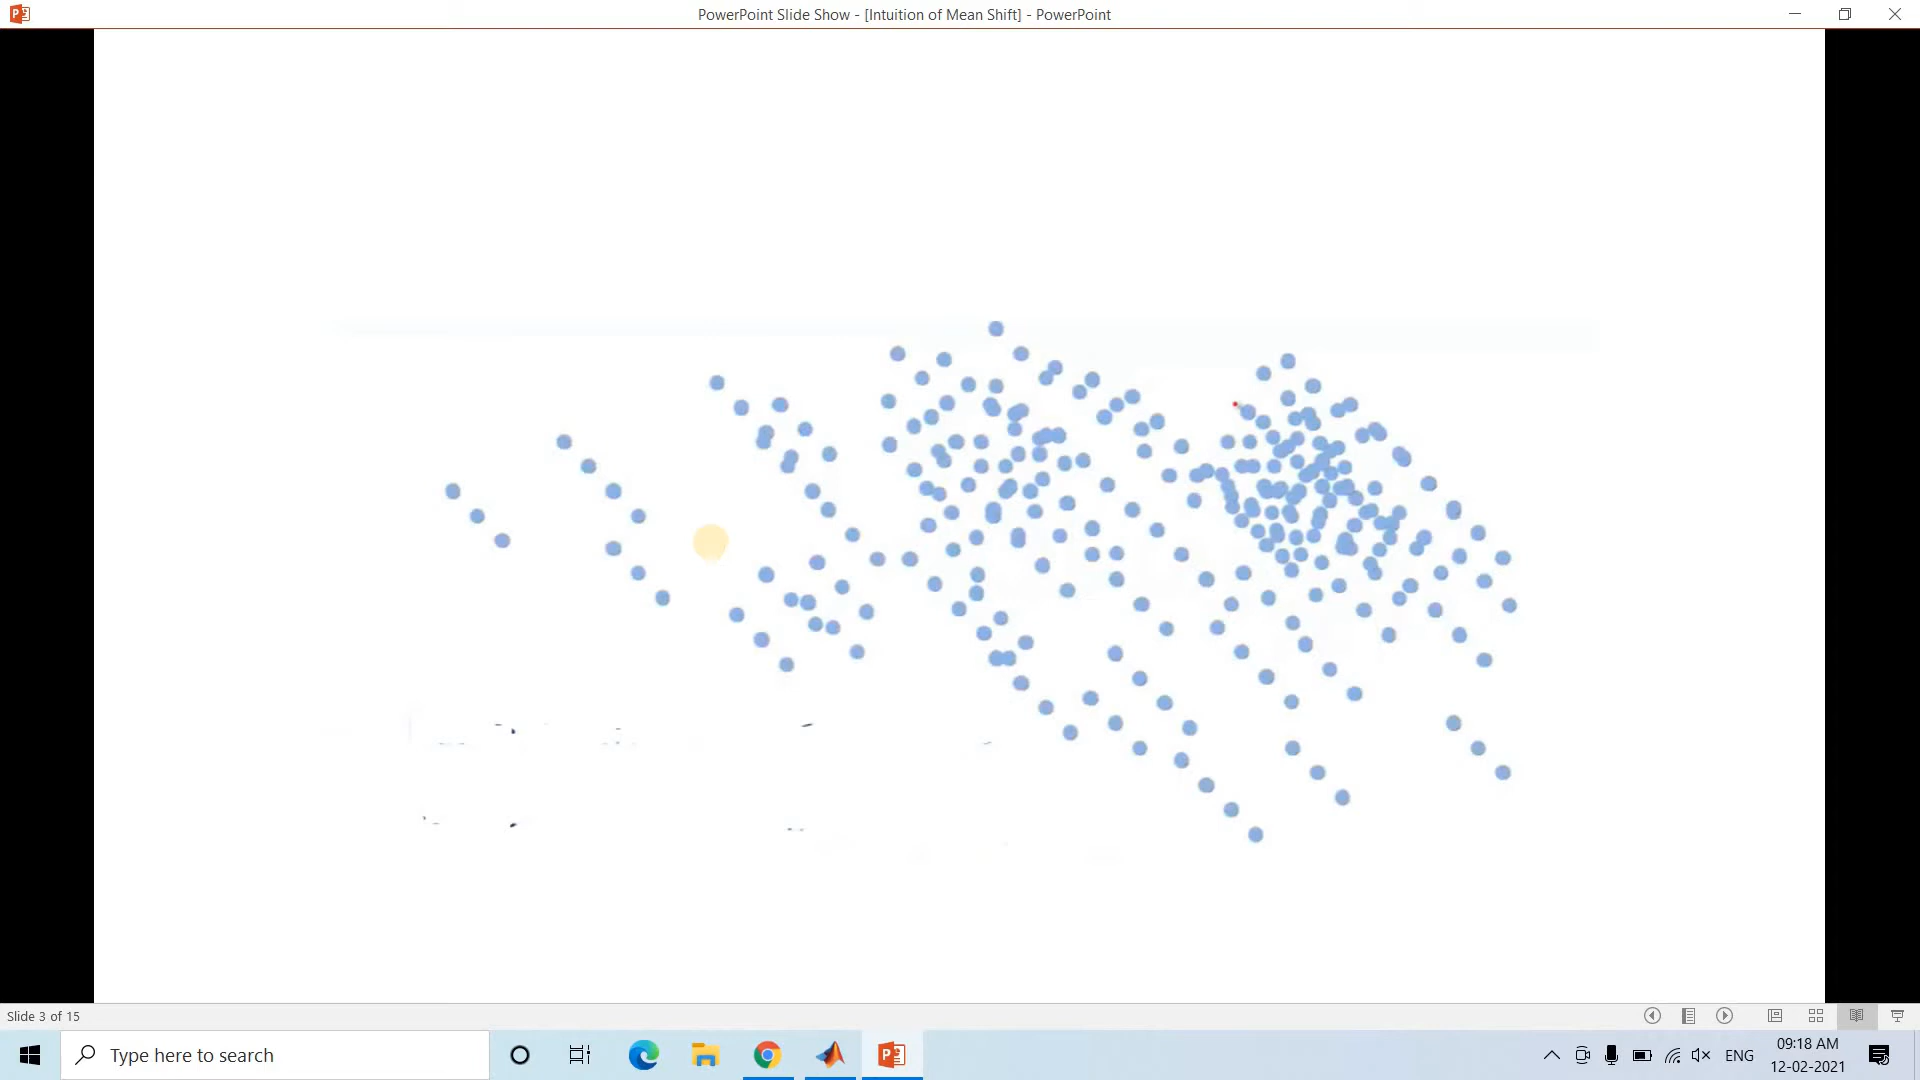 PowerPoint Slide Show - [Intuition of Mean Shift] - PowerPoint
Slide 3 of 15
Type here to search
ENG
09:18 AM
12-02-2021